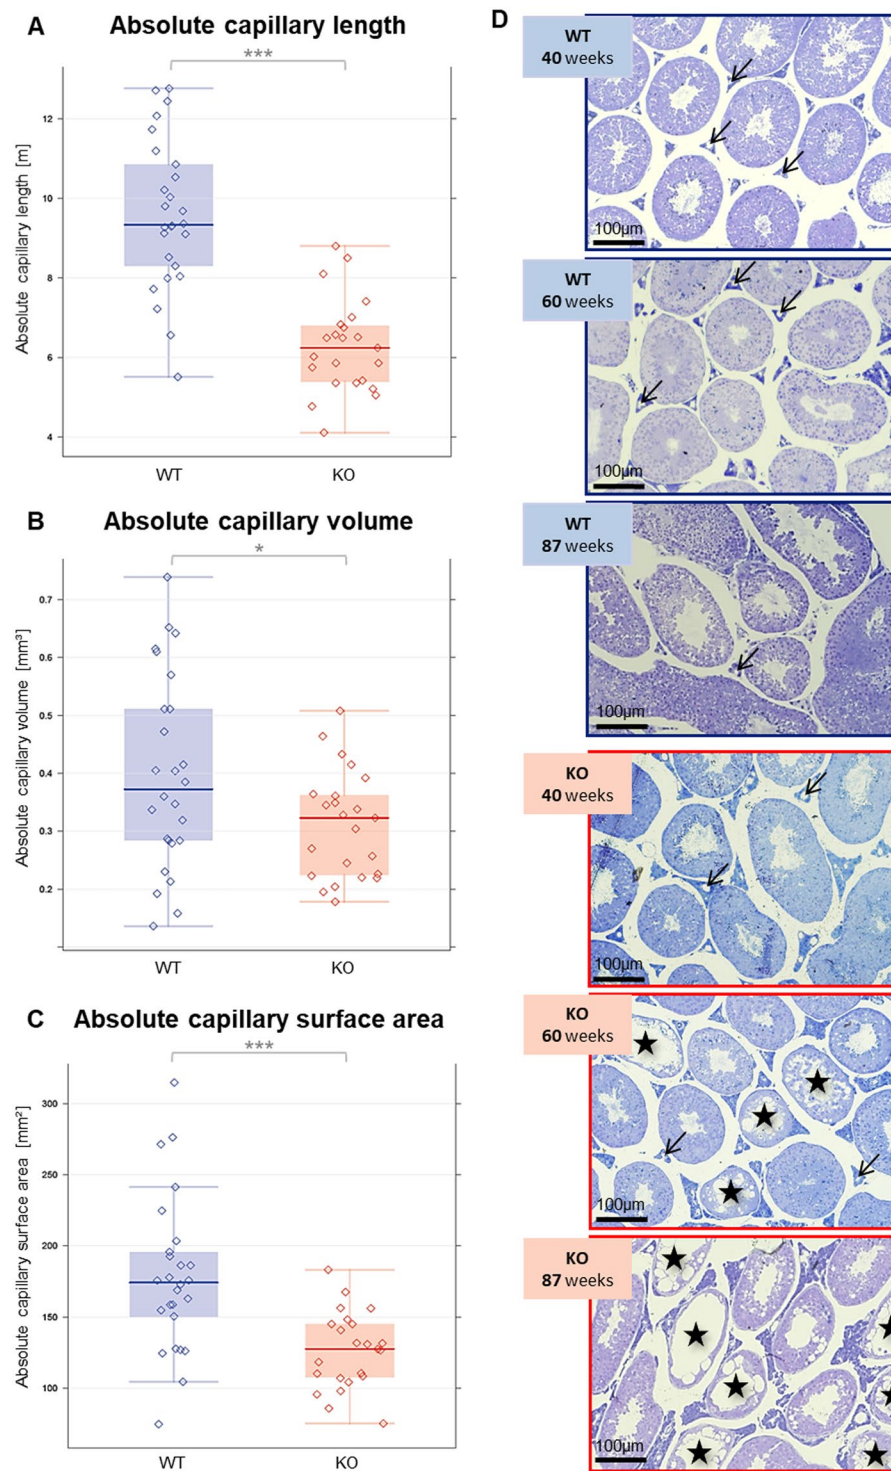 A
Absolute capillary length
***
Absolute capillary length [m]
12
10
8
6
4
WT
KO
B
Absolute capillary volume
*
Absolute capillary volume [mm³]
0.7
0.6
0.5
0.4
0.3
0.2
WT
KO
C
Absolute capillary surface area
***
Absolute capillary surface area [mm²]
300
250
200
150
100
WT
KO
D
WT
40 weeks
100µm
WT
60 weeks
100µm
WT
87 weeks
100µm
KO
40 weeks
100µm
KO
60 weeks
100µm
KO
87 weeks
100µm